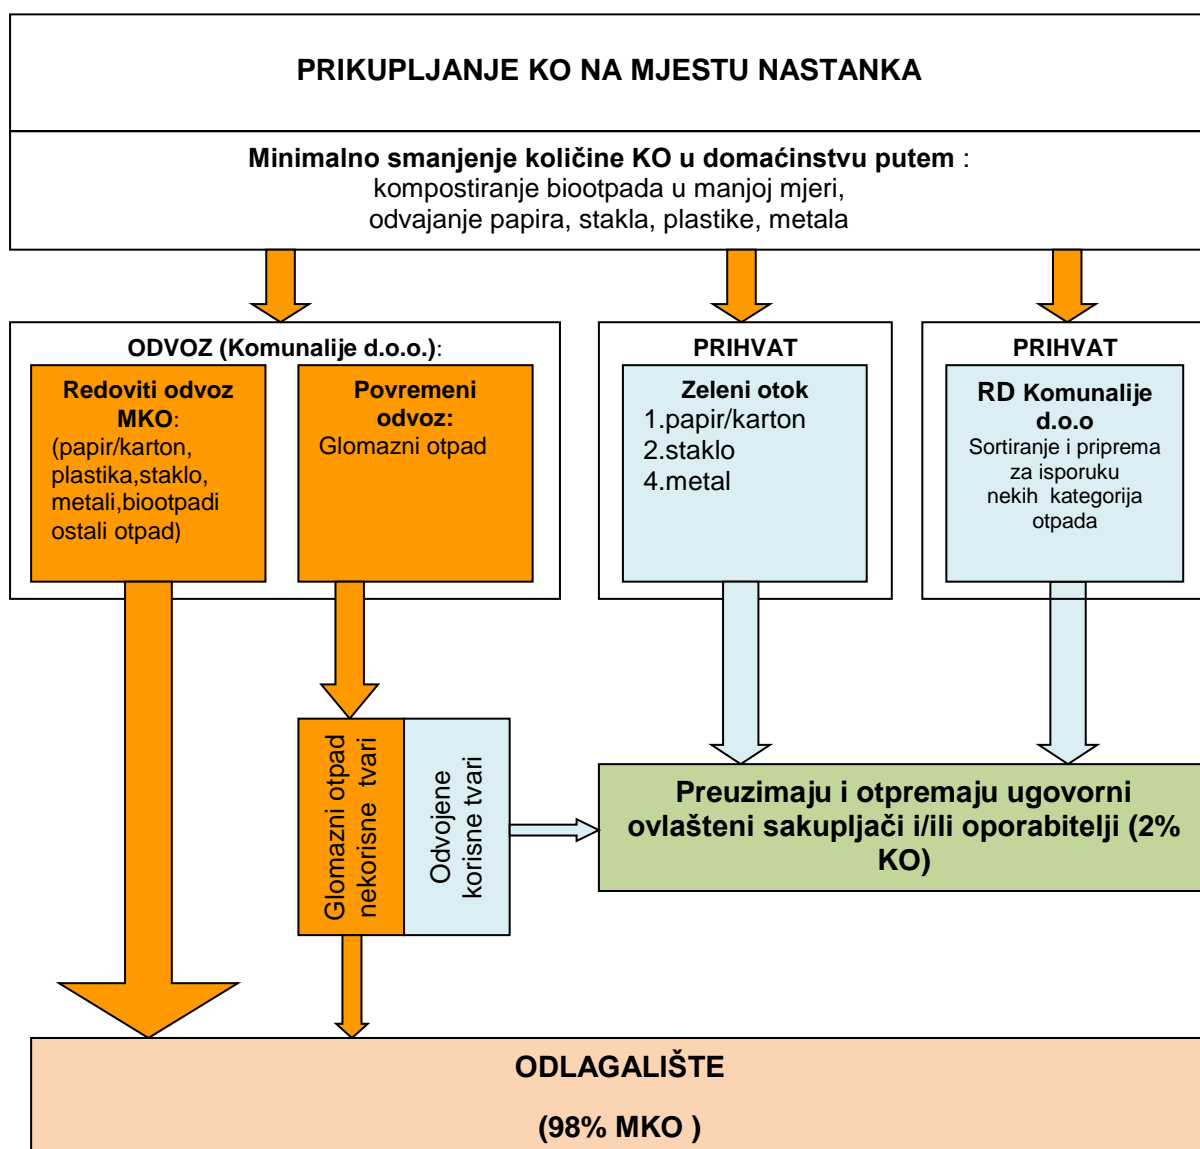 PRIKUPLJANJE KO NA MJESTU NASTANKA
Minimalno smanjenje količine KO u domaćinstvu putem :
kompostiranje biootpada u manjoj mjeri,
odvajanje papira, stakla, plastike, metala
ODVOZ (Komunalije d.o.o.):
Redoviti odvoz
MKO:
(papir/karton,
plastika,staklo,
metali,biootpadi
ostali otpad)
Povremeni
odvoz:
Glomazni otpad
PRIHVAT
Zeleni otok
1.papir/karton
2.staklo
4.metal
PRIHVAT
RD Komunalije
d.o.o
Sortiranje i priprema
za isporuku
nekih kategorija
otpada
Glomazni otpad
nekorisne tvari
Odvojene
korisne tvari
Preuzimaju i otpremaju ugovorni
ovlašteni sakupljači i/ili oporabitelji (2%
KO)
ODLAGALIŠTE
(98% MKO )